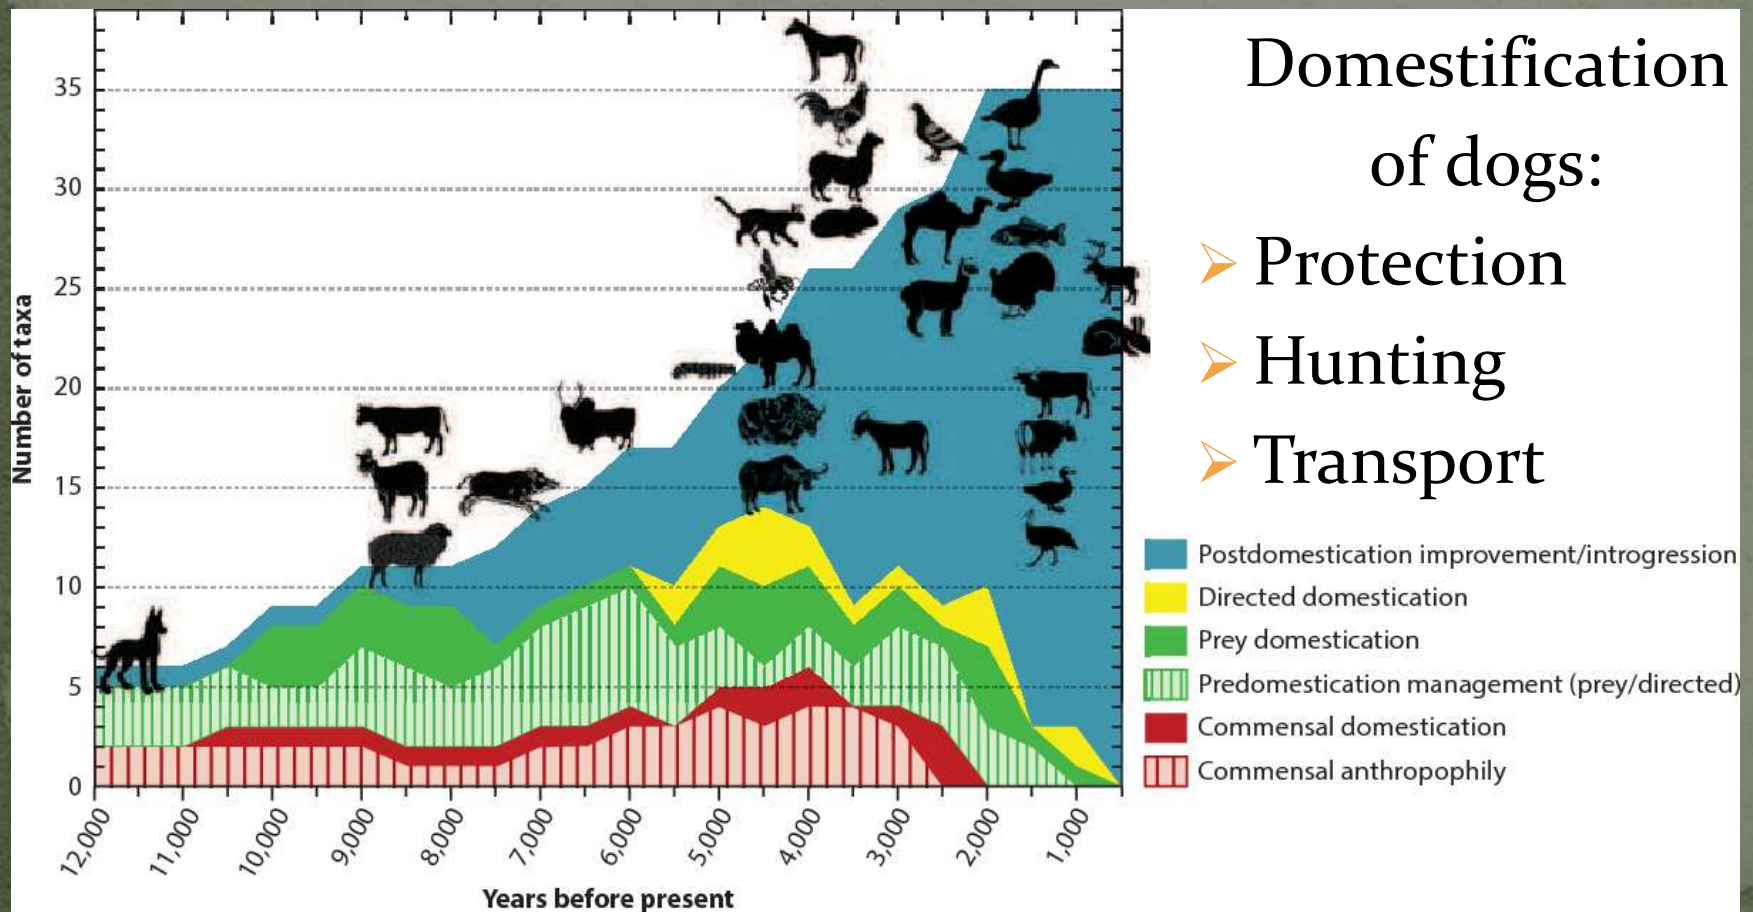 Domestification
of dogs:
Protection
Hunting
Transport
Number of taxa
35
30
25
20
15
10
5
0
12,000
11,000
10,000
9,000
8,000
7,000
6,000
5,000
4,000
3,000
2,000
1,000
Years before present
Postdomestication improvement/introgression
Directed domestication
Prey domestication
Predomestication management (prey/directed)
Commensal domestication
Commensal anthropophily